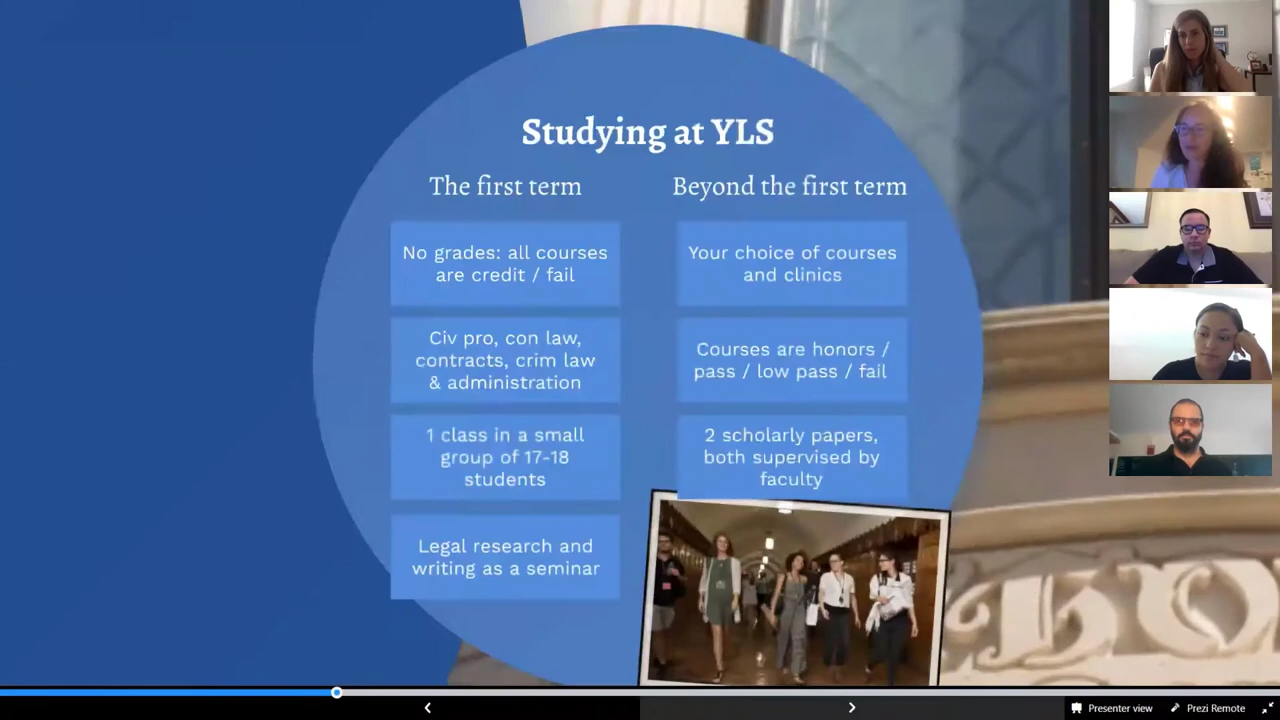 Studying at YLS
The first term
No grades: all courses
are credit / fail
Civ pro, con law,
contracts, crim law
& administration
1 class in a small
group of 17-18
students
Legal research and
writing as a seminar
Beyond the first term
Your choice of courses
and clinics
Courses are honors /
pass / low pass / fail
2 scholarly papers,
both supervised by
faculty
Presenter view
Prezi Remote